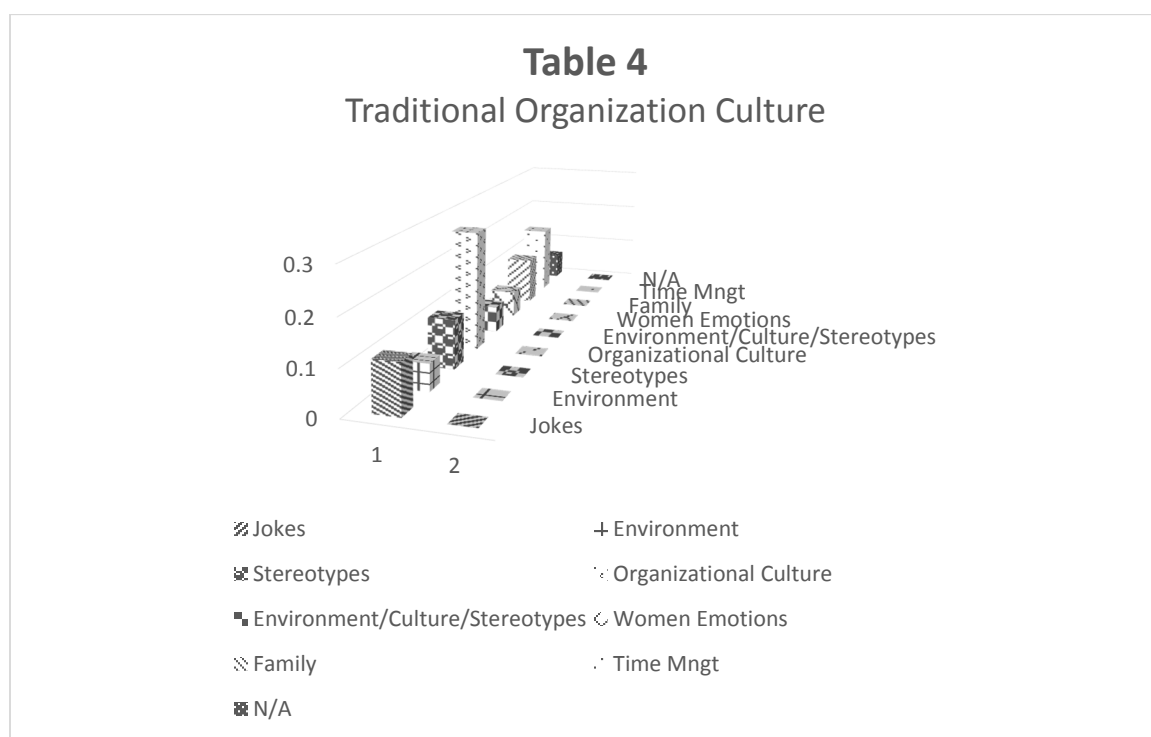 Table 4
Traditional Organization Culture
0.3
0.2
0.1
0
1
2
N/A
Time Mngt
Family
Women Emotions
Environment/Culture/Stereotypes
Organizational Culture
Stereotypes
Environment
Jokes
Jokes Environment
Stereotypes Organizational Culture
Environment/Culture/Stereotypes Women Emotions
Family Time Mngt
N/A